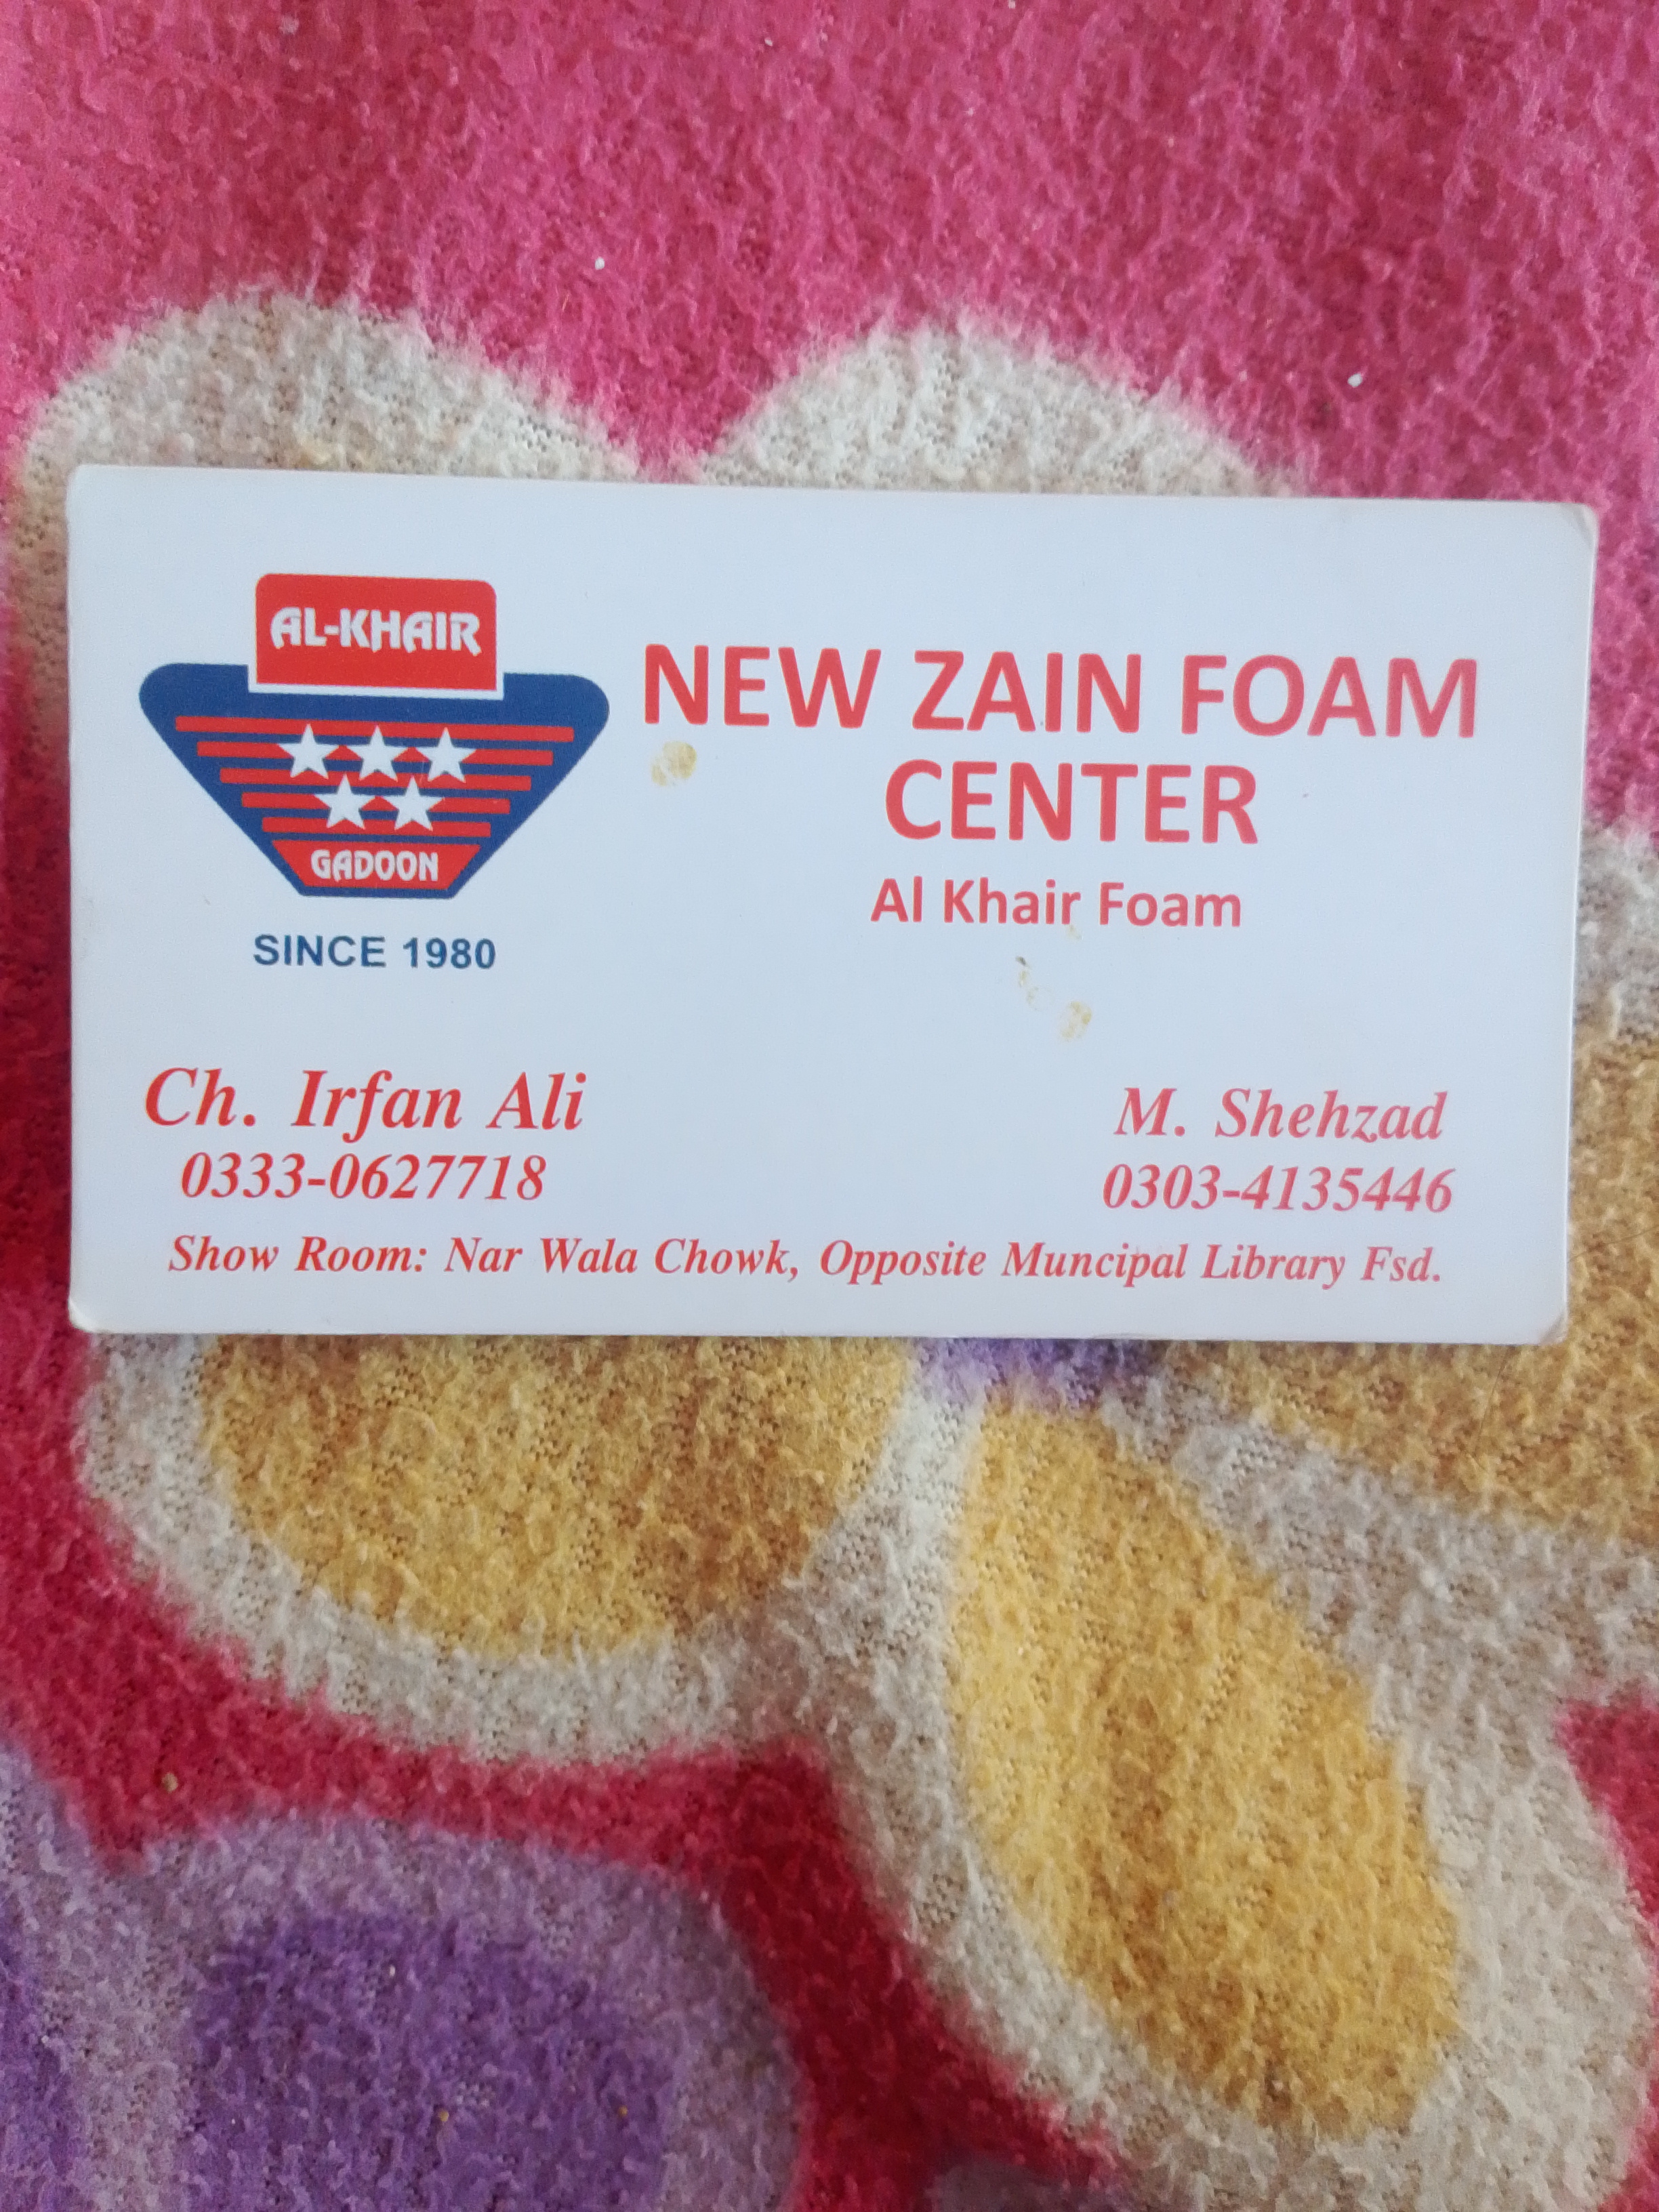 AL-KHAIR
GADOON
SINCE 1980
NEW ZAIN FOAM
CENTER
Al Khair Foam
Ch. Irfan Ali
0333-0627718
M. Shehzad
0303-4135446
Show Room: Nar Wala Chowk, Opposite Muncipal Library Fsd.